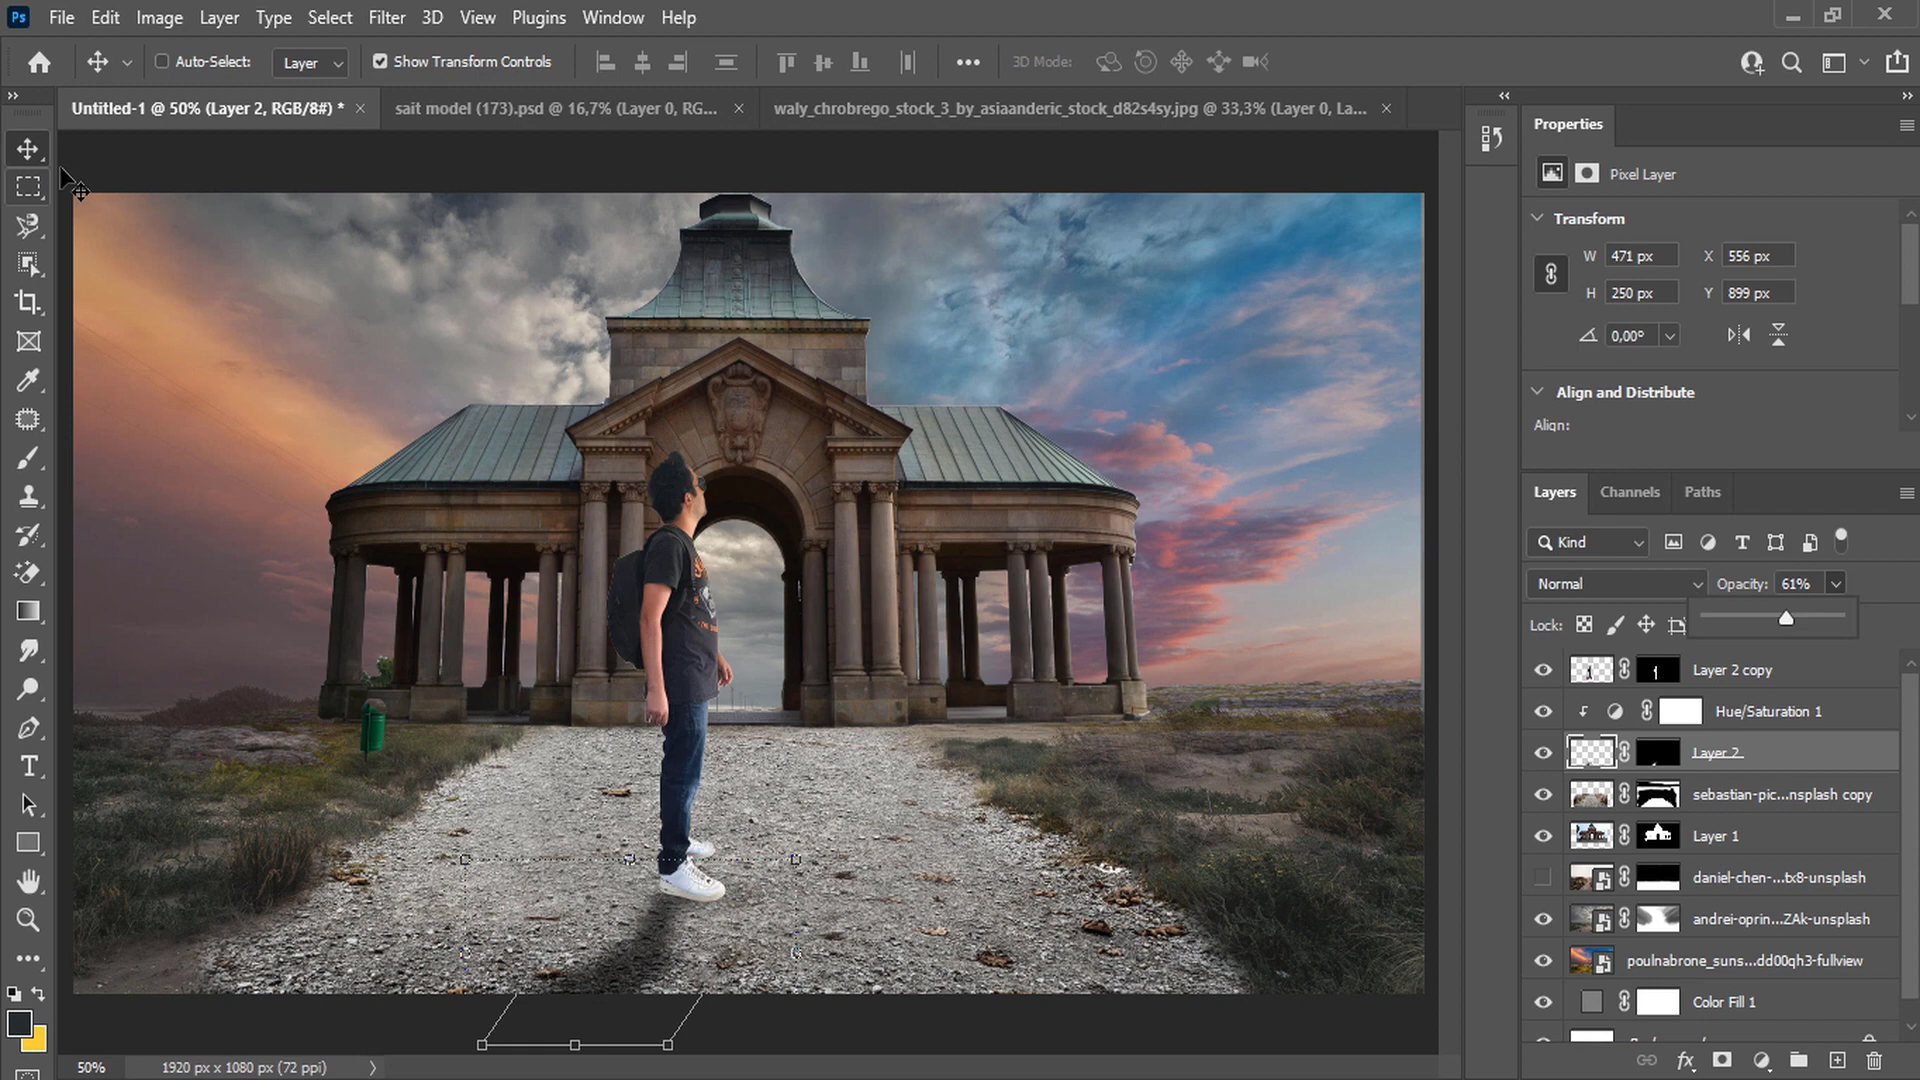 Ps File Edit Image Layer Type Select Filter 3D View Plugins Window Help
Auto-Select: Layer Show Transform Controls 3D Mode:
Untitled-1 @ 50% (Layer 2, RGB/8#) * × sait model (173).psd @ 16,7% (Layer 0, RG... × waly_chrobrego_stock_3_by_asiaanderic_stock_d82s4sy.jpg @ 33,3% (Layer 0, La... ×
Properties
Pixel Layer
Transform
W 471 px X 556 px
H 250 px Y 899 px
0,00°
Align and Distribute
Align:
Layers Channels Paths
Kind
Normal Opacity: 61%
Lock:
Layer 2 copy
Hue/Saturation 1
Layer 2
sebastian-pic...nsplash copy
Layer 1
daniel-chen-...tx8-unsplash
andrei-oprin...ZAk-unsplash
poulnabrone_suns...dd00qh3-fullview
Color Fill 1
50% 1920 px x 1080 px (72 ppi)